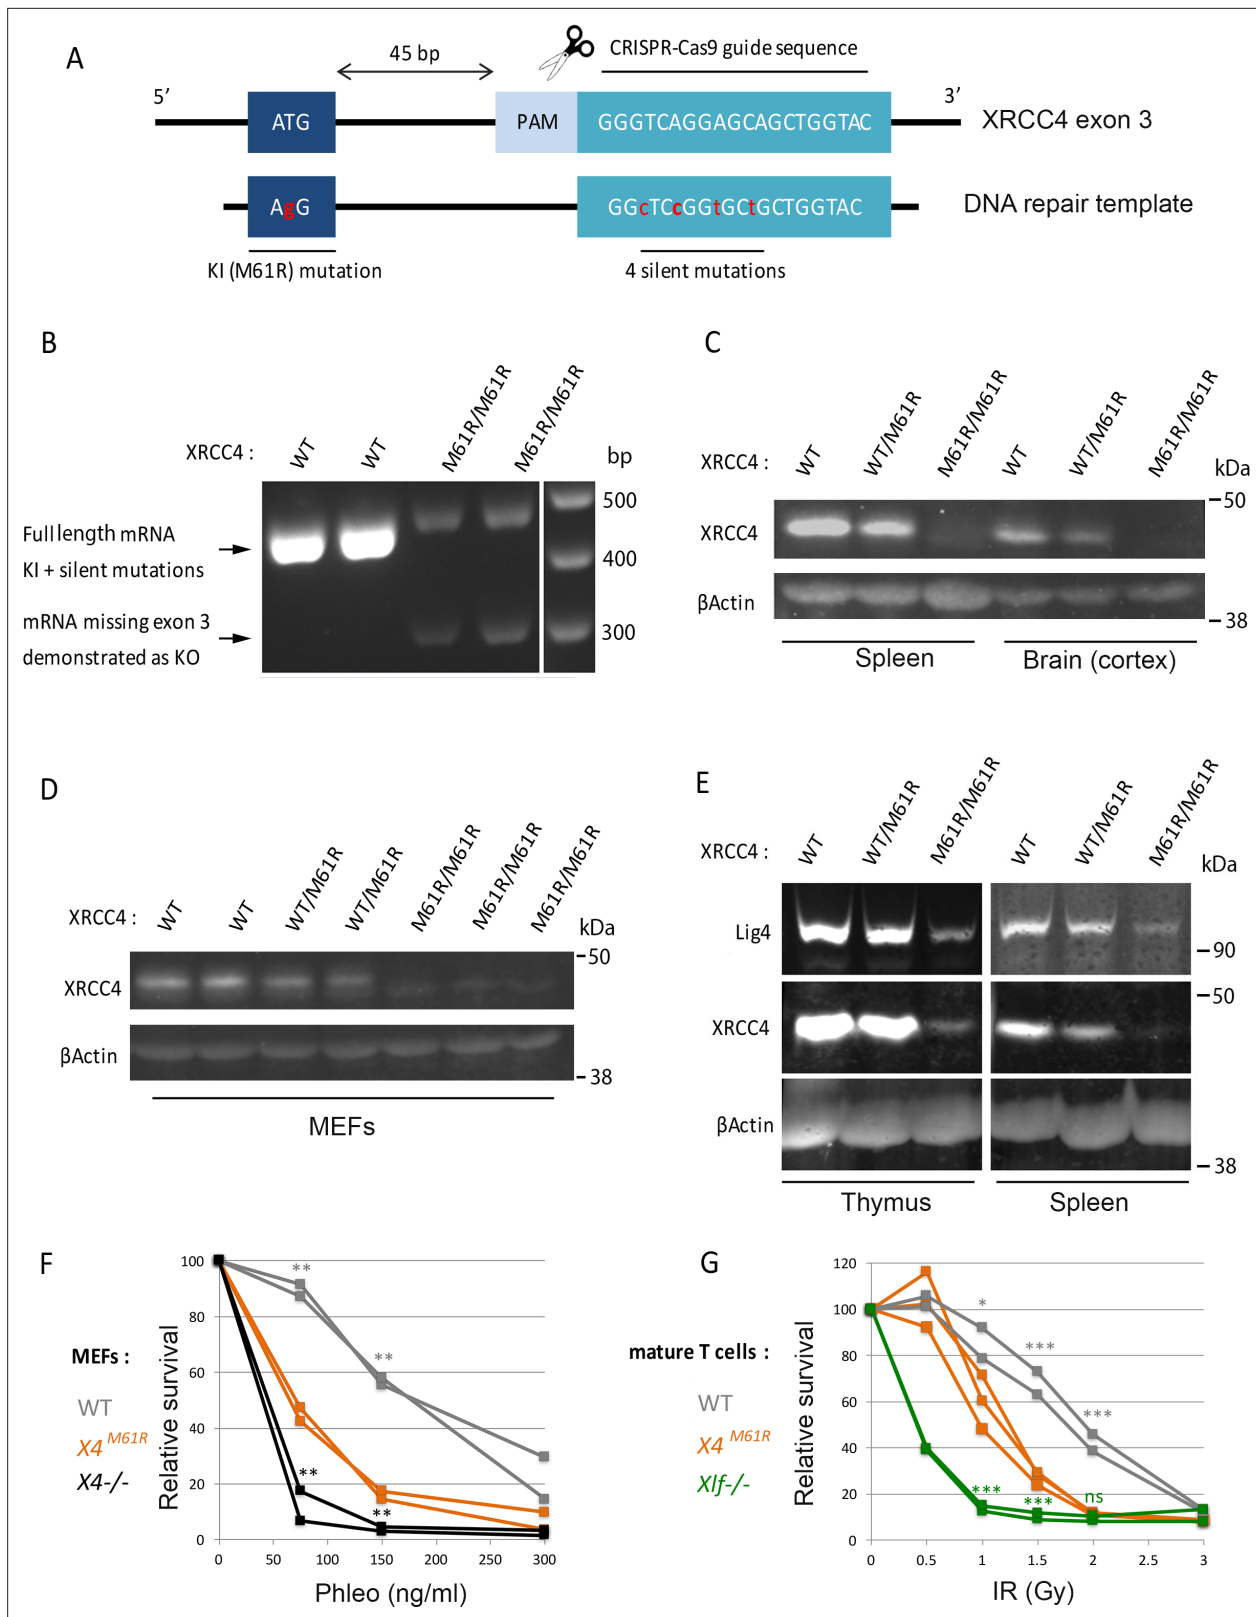 A
45 bp
CRISPR-Cas9 guide sequence
5’
3’
ATG
PAM
GGGTCAGGAGCAGCTGGTAC
XRCC4 exon 3
AgG
GGcTCcGGtGCtGCTGGTAC
DNA repair template
KI (M61R) mutation
4 silent mutations
B
XRCC4 :
WT
WT
M61R/M61R
M61R/M61R
bp
500
Full length mRNA
KI + silent mutations
400
mRNA missing exon 3
demonstrated as KO
300
C
XRCC4 :
WT
WT/M61R
M61R/M61R
WT
WT/M61R
M61R/M61R
kDa
50
XRCC4
βActin
38
Spleen
Brain (cortex)
D
XRCC4 :
WT
WT
WT/M61R
WT/M61R
M61R/M61R
M61R/M61R
M61R/M61R
kDa
50
XRCC4
βActin
38
MEFs
E
XRCC4 :
WT
WT/M61R
M61R/M61R
WT
WT/M61R
M61R/M61R
kDa
Lig4
90
50
XRCC4
βActin
38
Thymus
Spleen
F
MEFs :
WT
X4 M61R
X4-/-
Relative survival
100
80
60
40
20
0
**
**
**
**
0 50 100 150 200 250 300
Phleo (ng/ml)
G
mature T cells :
WT
X4 M61R
Xlf-/-
Relative survival
120
100
80
60
40
20
0
*
***
***
***
***
ns
0 0.5 1 1.5 2 2.5 3
IR (Gy)